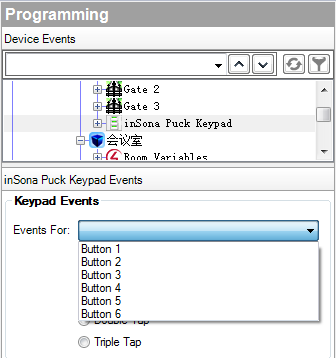 Programming
Device Events
Gate 2
Gate 3
inSona Puck Keypad
会议室
Room Variables
inSona Puck Keypad Events
Keypad Events
Events For:
Button 1
Button 2
Button 3
Button 4
Button 5
Button 6
Double Tap
Triple Tap